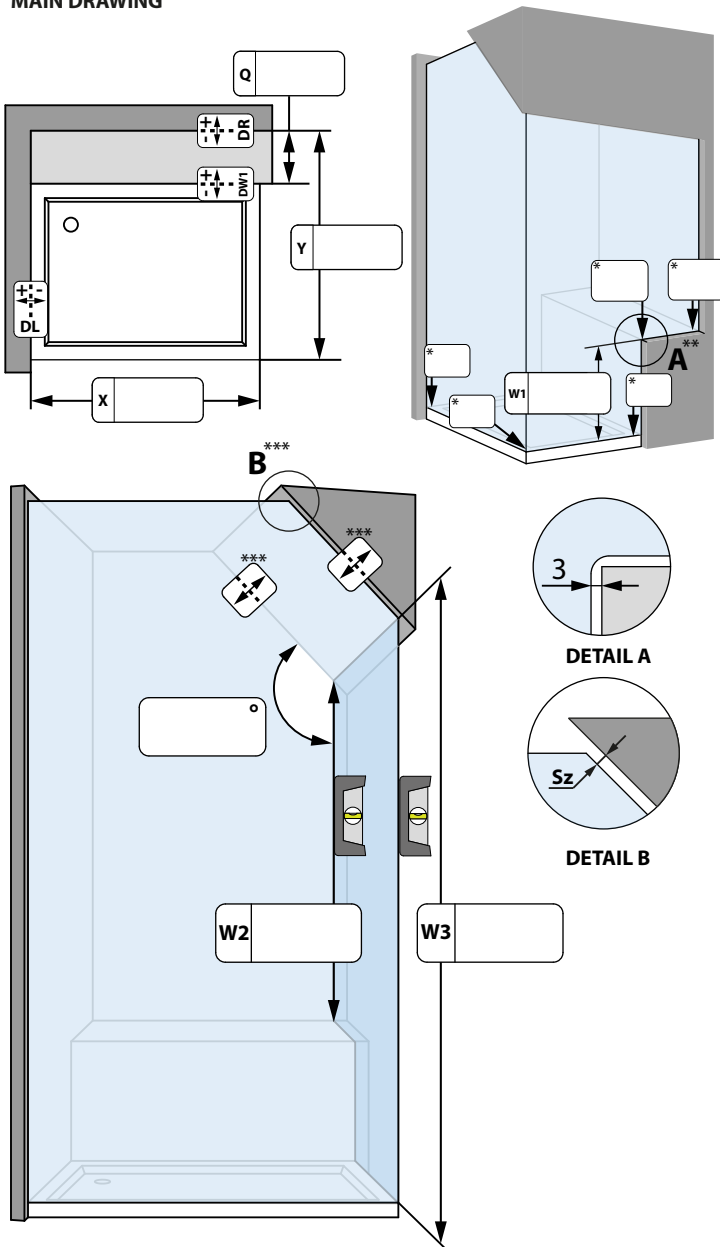 MAIN DRAWING
Q
+
-
DR
+
-
DW1
Y
+ -
DL
X
*
*
A**
*
W1
*
*
B***
***
***
3
DETAIL A
°
Sz
DETAIL B
W2
W3